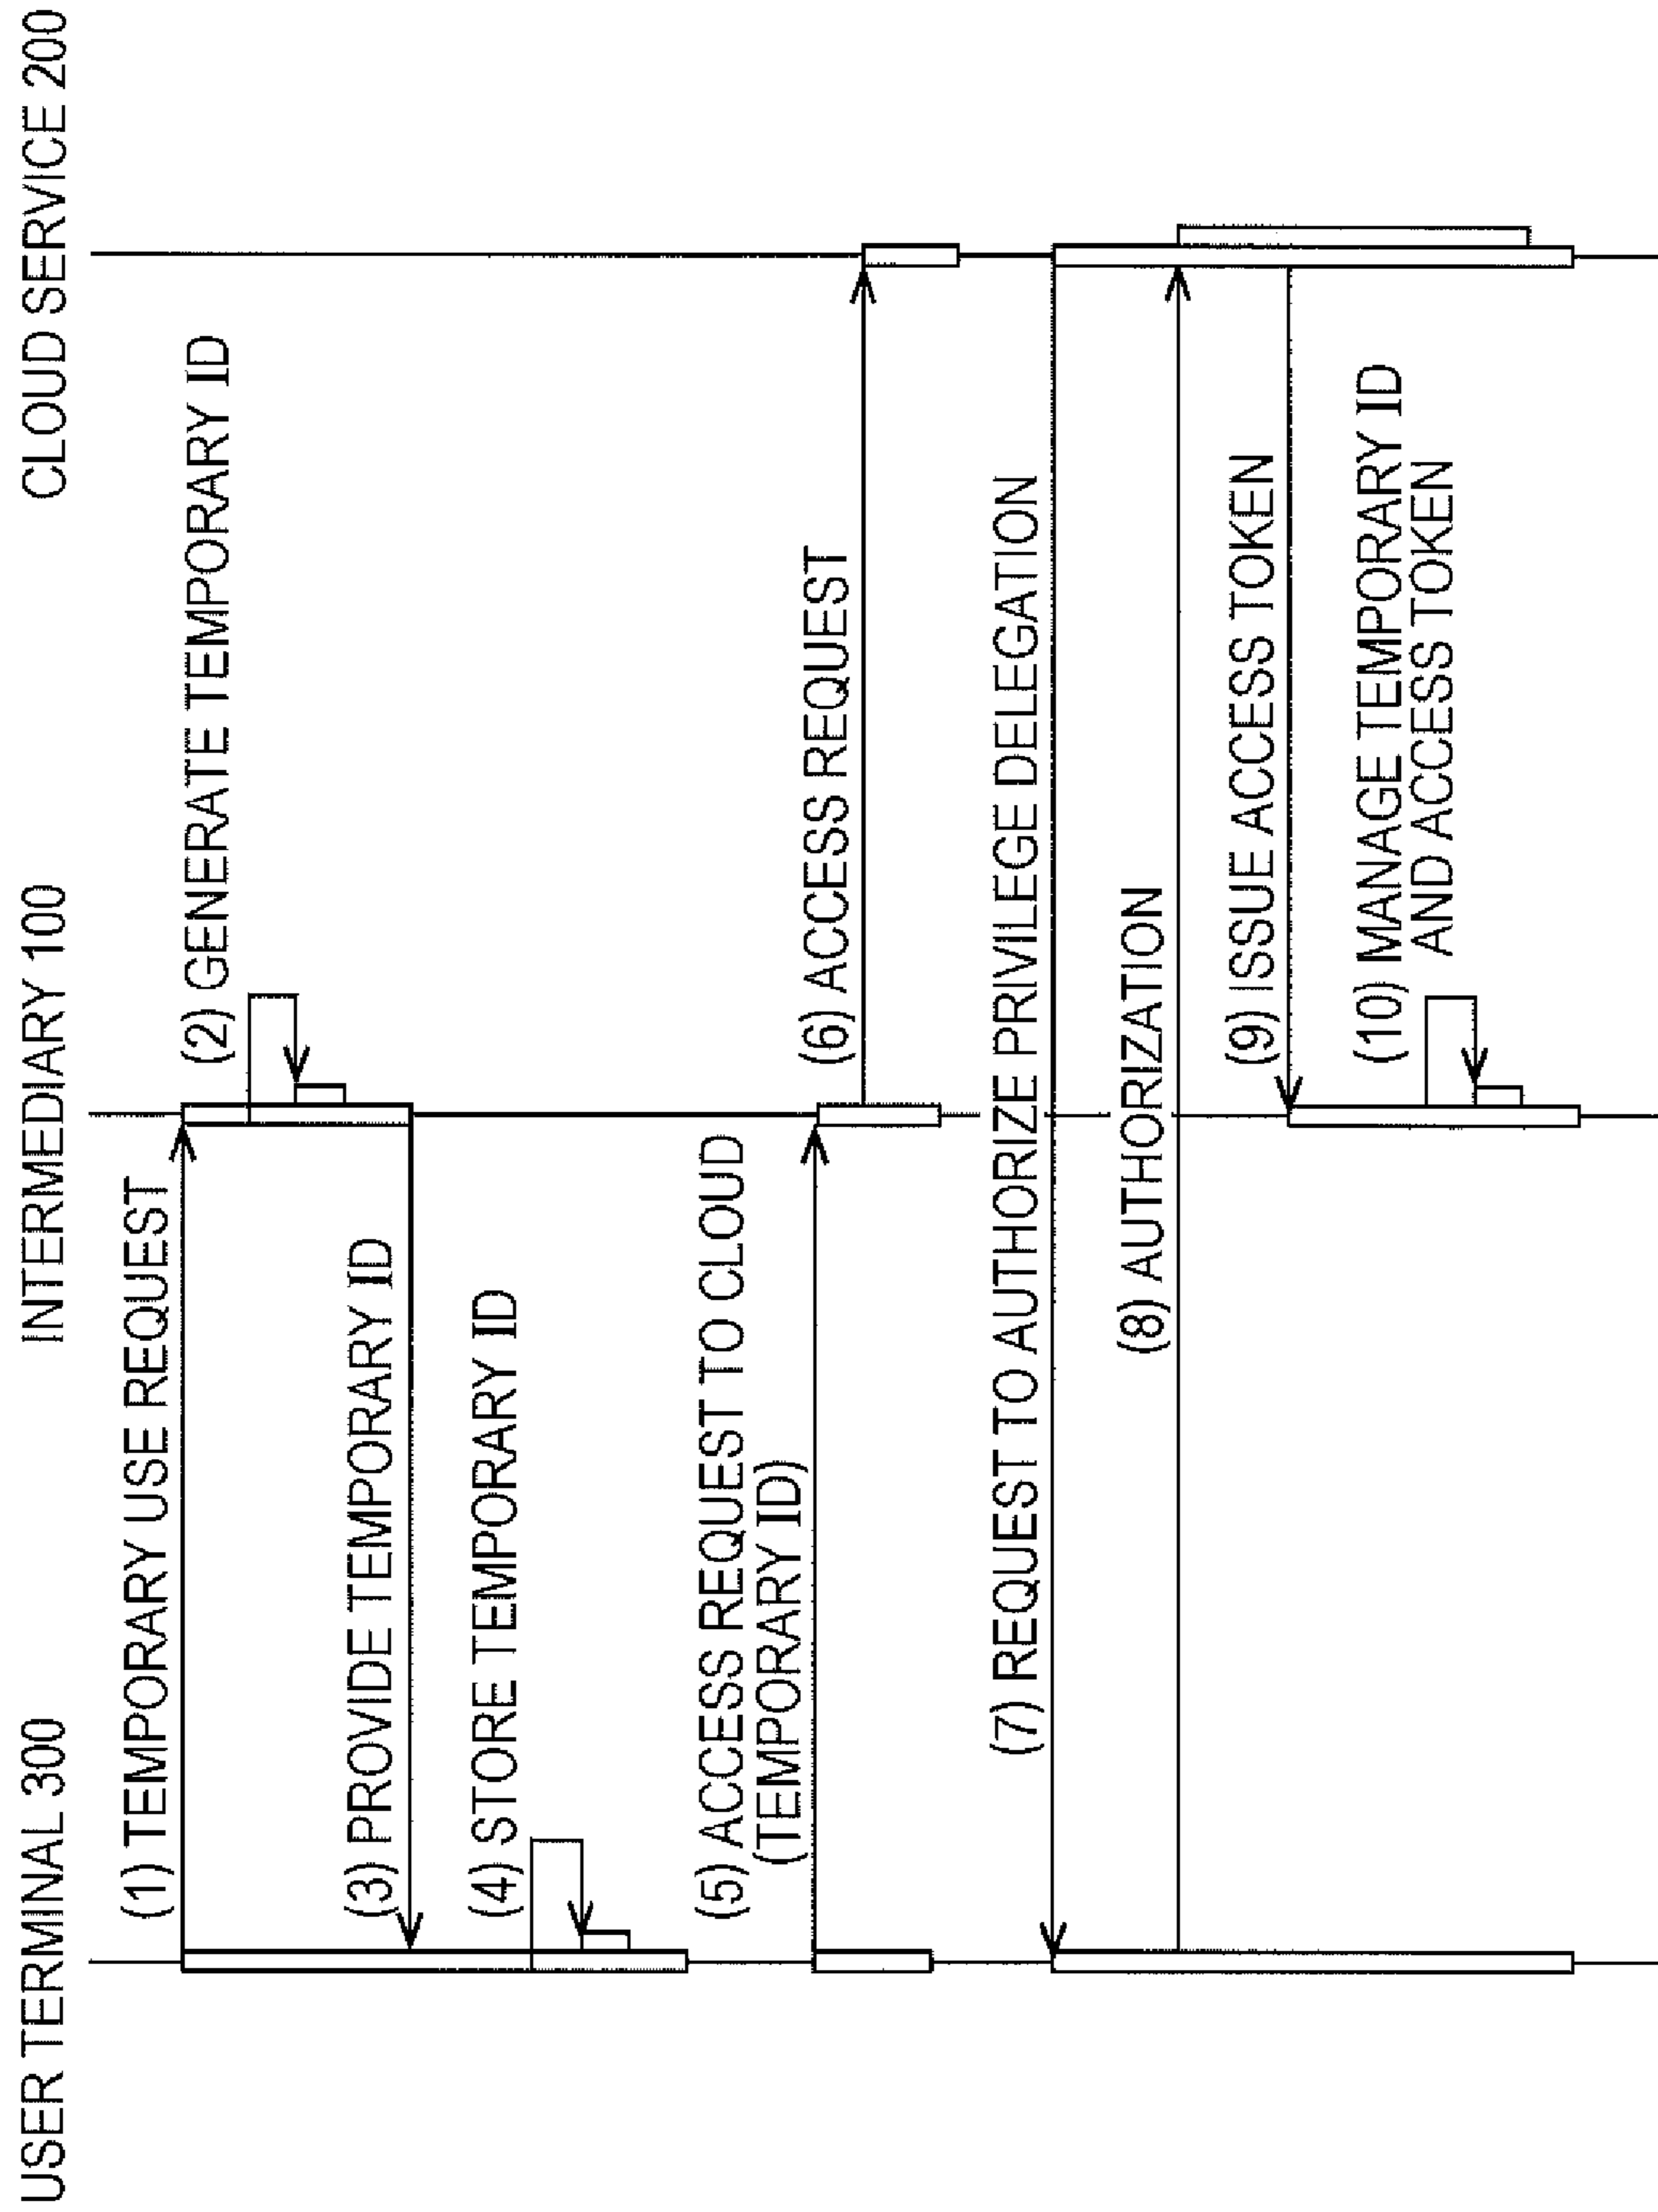 USER TERMINAL 300
INTERMEDIARY 100
CLOUD SERVICE 200
(1) TEMPORARY USE REQUEST
(2) GENERATE TEMPORARY ID
(3) PROVIDE TEMPORARY ID
(4) STORE TEMPORARY ID
(5) ACCESS REQUEST TO CLOUD
(TEMPORARY ID)
(6) ACCESS REQUEST
(7) REQUEST TO AUTHORIZE PRIVILEGE DELEGATION
(8) AUTHORIZATION
(9) ISSUE ACCESS TOKEN
(10) MANAGE TEMPORARY ID
AND ACCESS TOKEN